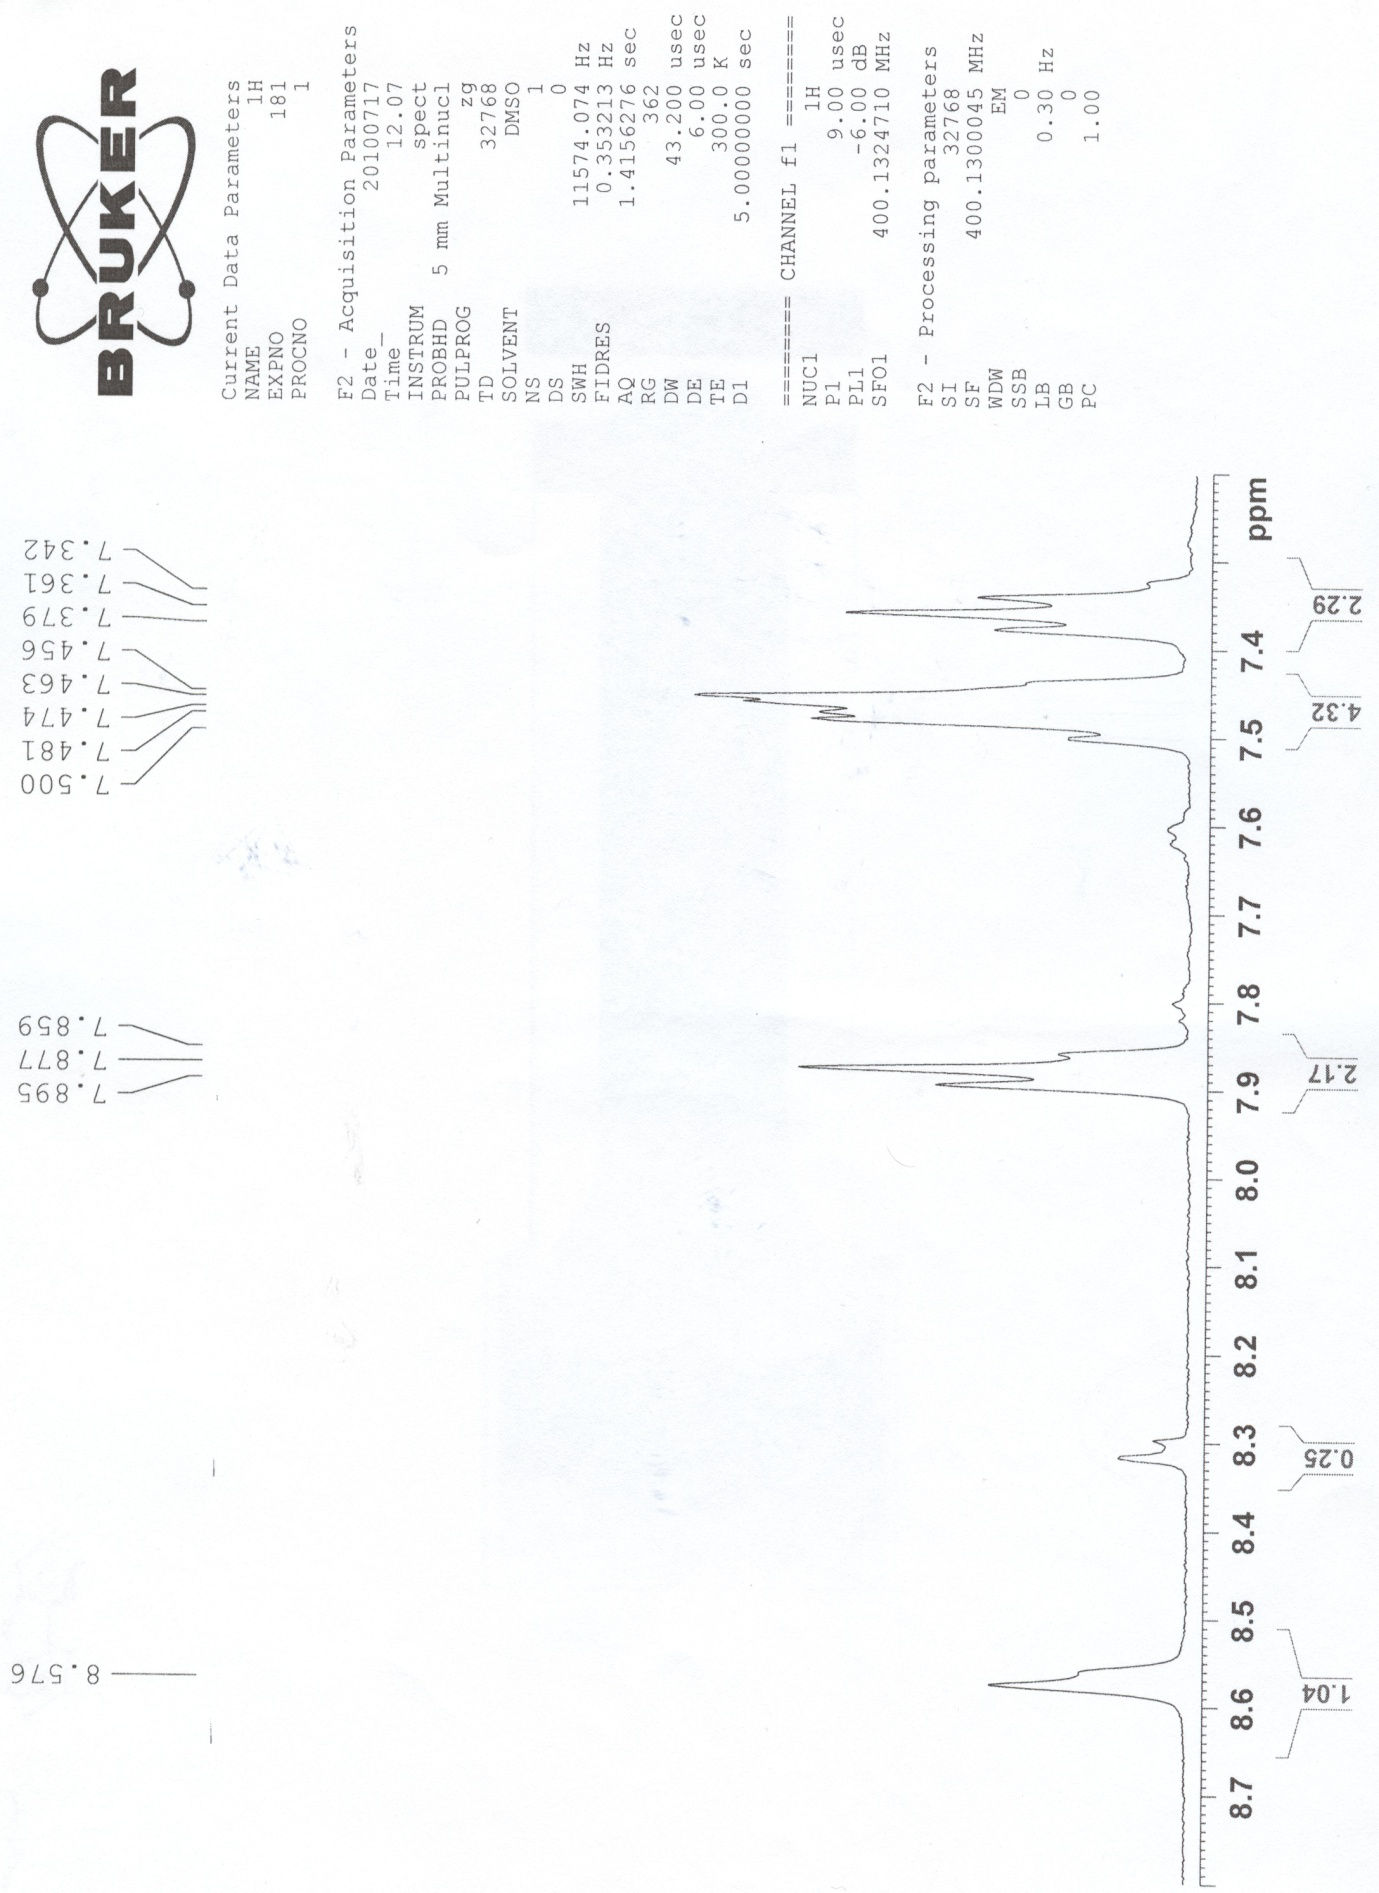 BRUKER
Current Data Parameters
NAME 1H
EXPNO 181
PROCNO 1
F2 - Acquisition Parameters
Date_ 20100717
Time 12.07
INSTRUM spect
PROBHD 5 mm Multinucl
PULPROG zg
TD 32768
SOLVENT DMSO
NS 1
DS 0
SWH 11574.074 Hz
FIDRES 0.353213 Hz
AQ 1.4156276 sec
RG 362
DW 43.200 usec
DE 6.00 usec
TE 300.0 K
D1 5.00000000 sec
======== CHANNEL f1 ========
NUC1 1H
P1 9.00 usec
PL1 -6.00 dB
SFO1 400.1324710 MHz
F2 - Processing parameters
SI 32768
SF 400.1300045 MHz
WDW EM
SSB 0
LB 0.30 Hz
GB 0
PC 1.00
8.576
7.895
7.877
7.859
7.500
7.481
7.474
7.463
7.456
7.379
7.361
7.342
8.7 8.6 8.5 8.4 8.3 8.2 8.1 8.0 7.9 7.8 7.7 7.6 7.5 7.4 ppm
1.04 0.25 2.17 4.32 2.29